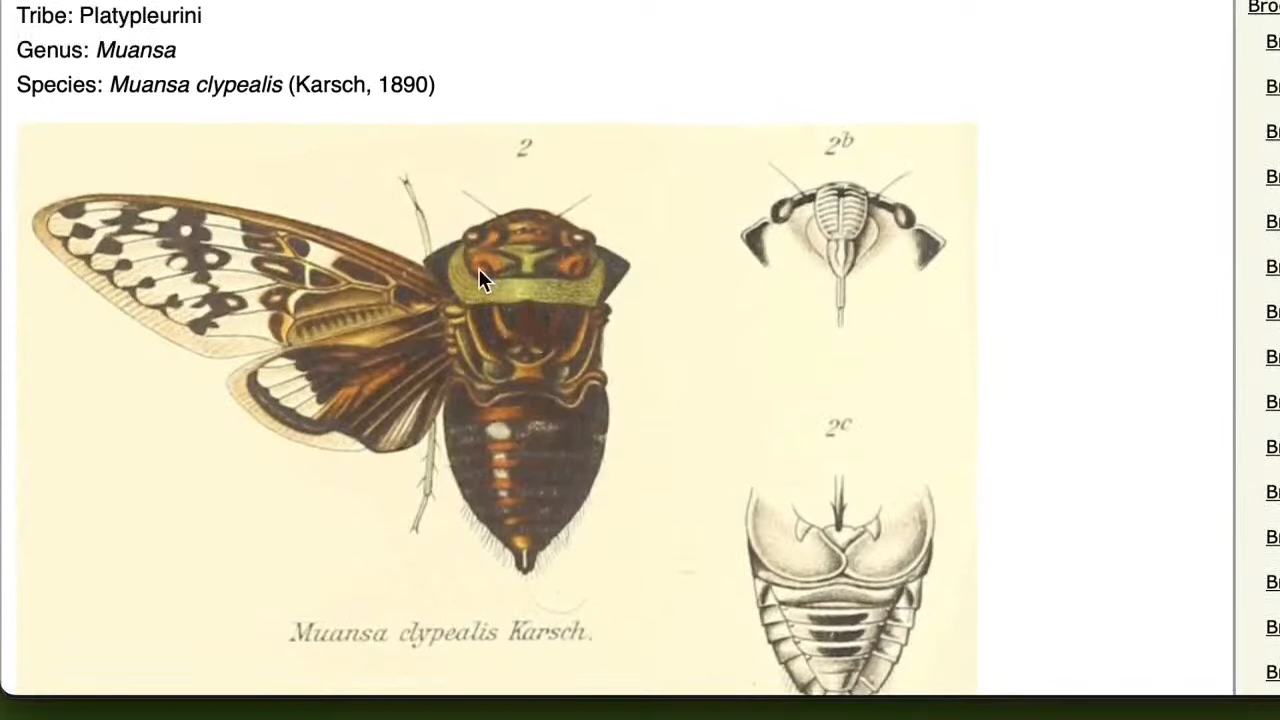 Tribe: Platypleurini
Genus: Muansa
Species: Muansa clypealis (Karsch, 1890)
2
2b
2c
Muansa clypealis Karsch.